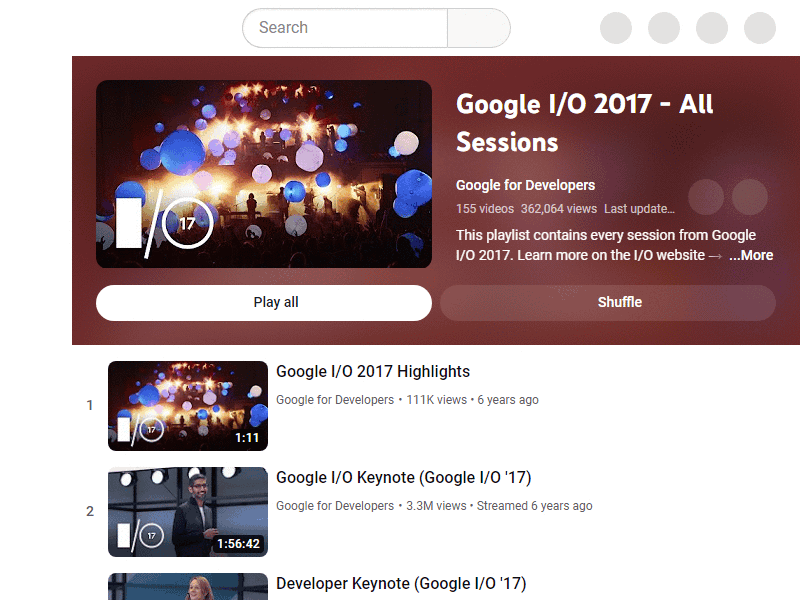 Search
Google I/O 2017 - All
Sessions
Google for Developers
155 videos 362,064 views Last update...
This playlist contains every session from Google
I/O 2017. Learn more on the I/O website → ...More
17
Play all
Shuffle
1
17
1:11
Google I/O 2017 Highlights
Google for Developers • 111K views • 6 years ago
2
17
1:56:42
Google I/O Keynote (Google I/O '17)
Google for Developers • 3.3M views • Streamed 6 years ago
Developer Keynote (Google I/O '17)